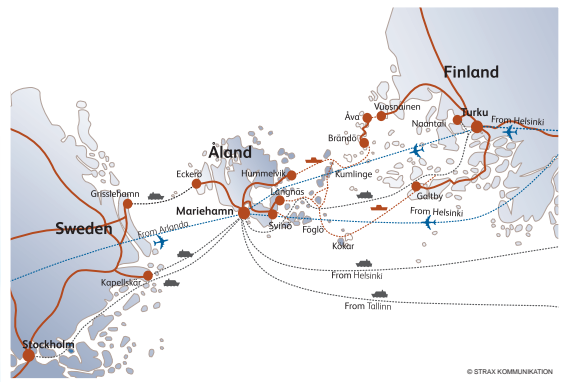 Finland
Vuosnainen
Åva
Turku
Naantali
From Helsinki
Brändö
Åland
Eckerö
Hummelvik
Kumlinge
Grisslehamn
Långnäs
Galtby
Mariehamn
From Helsinki
Sweden
From Arlanda
Svinö
Föglö
Kökar
From Helsinki
Kapellskär
From Tallinn
Stockholm
© STRAX KOMMUNIKATION